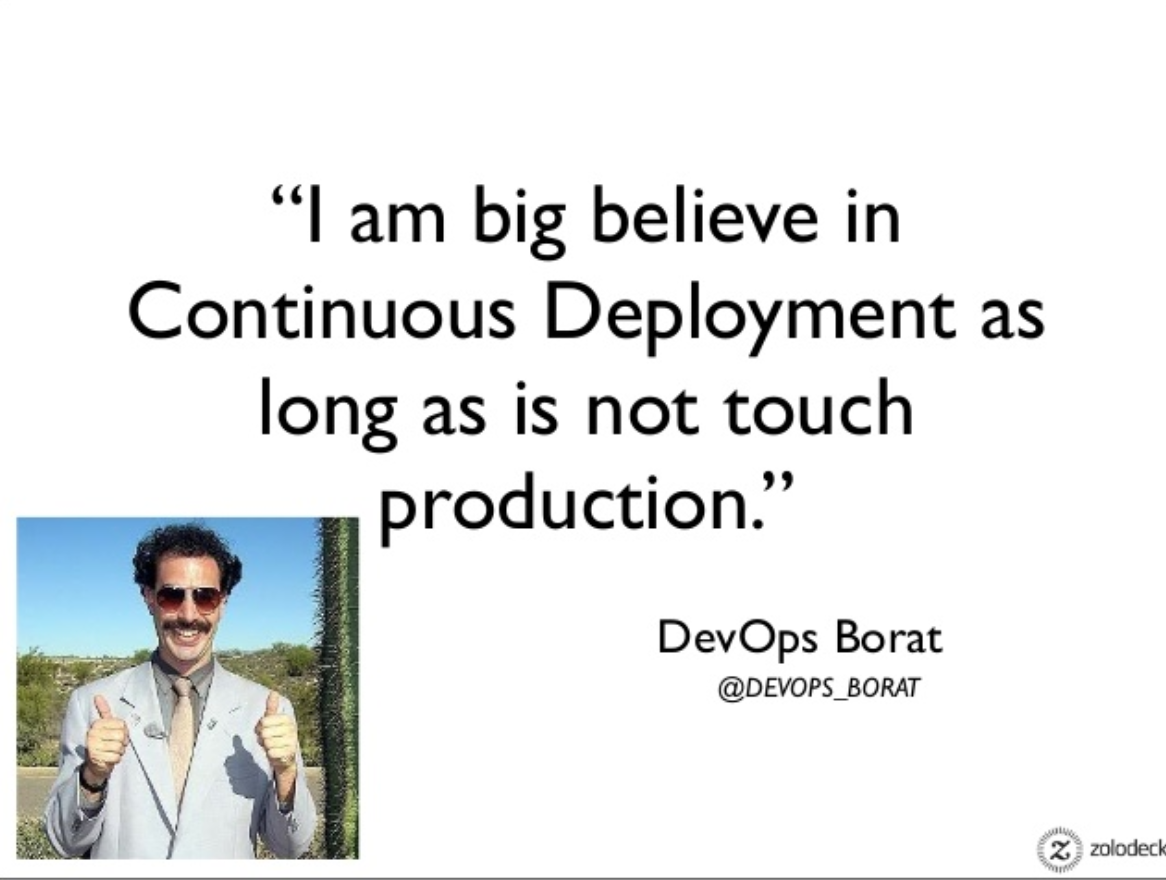 “I am big believe in
Continuous Deployment as
long as is not touch
production.”
DevOps Borat
@DEVOPS_BORAT
zolodeck